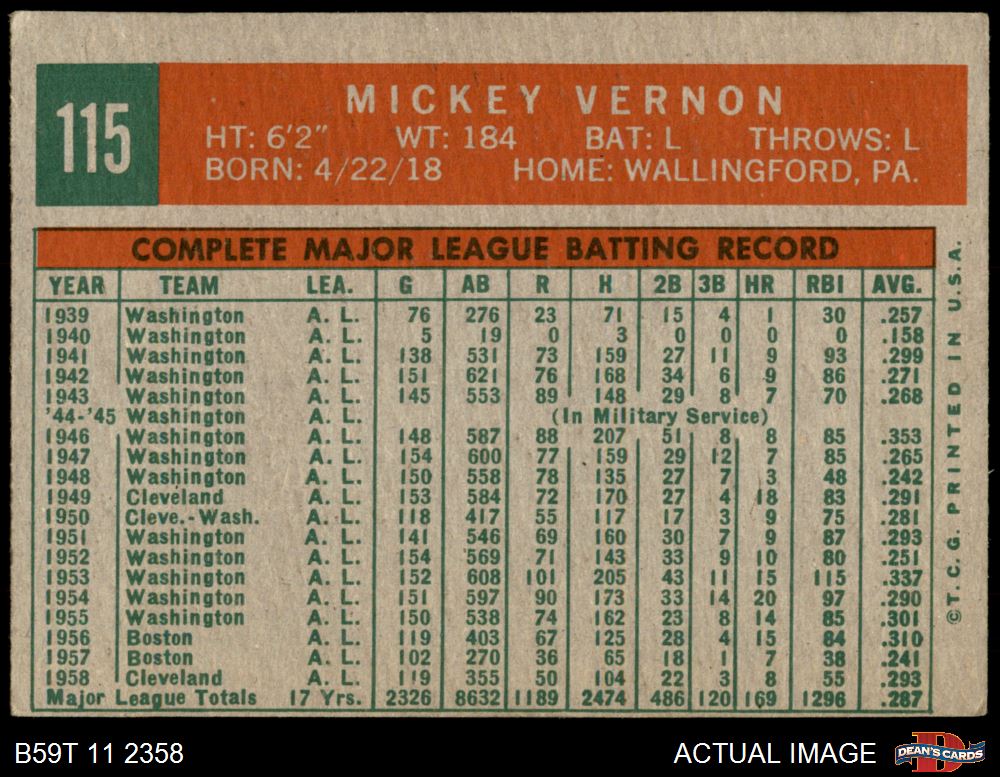 115
MICKEY VERNON
HT: 6'2" WT: 184 BAT: L THROWS: L
BORN: 4/22/18 HOME: WALLINGFORD, PA.
COMPLETE MAJOR LEAGUE BATTING RECORD
YEAR TEAM LEA. G AB R H 2B 3B HR RBI AVG.
1939 Washington A. L. 76 276 23 71 15 4 1 30 .257
1940 Washington A. L. 5 19 0 3 0 0 0 0 .158
1941 Washington A. L. 138 531 73 159 27 11 9 93 .299
1942 Washington A. L. 151 621 76 168 34 6 9 86 .271
1943 Washington A. L. 145 553 89 148 29 8 7 70 .268
'44-'45 Washington A. L. (In Military Service)
1946 Washington A. L. 148 587 88 207 51 8 8 85 .353
1947 Washington A. L. 154 600 77 159 29 12 7 85 .265
1948 Washington A. L. 150 558 78 135 27 7 3 48 .242
1949 Cleveland A. L. 153 584 72 170 27 4 18 83 .291
1950 Cleve.-Wash. A. L. 118 417 55 117 17 3 9 75 .281
1951 Washington A. L. 141 546 69 160 30 7 9 87 .293
1952 Washington A. L. 154 569 71 143 33 9 10 80 .251
1953 Washington A. L. 152 608 101 205 43 11 15 115 .337
1954 Washington A. L. 151 597 90 173 33 14 20 97 .290
1955 Washington A. L. 150 538 74 162 23 8 14 85 .301
1956 Boston A. L. 119 403 67 125 28 4 15 84 .310
1957 Boston A. L. 102 270 36 65 18 1 7 38 .241
1958 Cleveland A. L. 119 355 50 104 22 3 8 55 .293
Major League Totals 17 Yrs. 2326 8632 1189 2474 486 120 169 1296 .287
©T.C.G. PRINTED IN U.S.A.
B59T 11 2358 ACTUAL IMAGE
DEAN'S CARDS